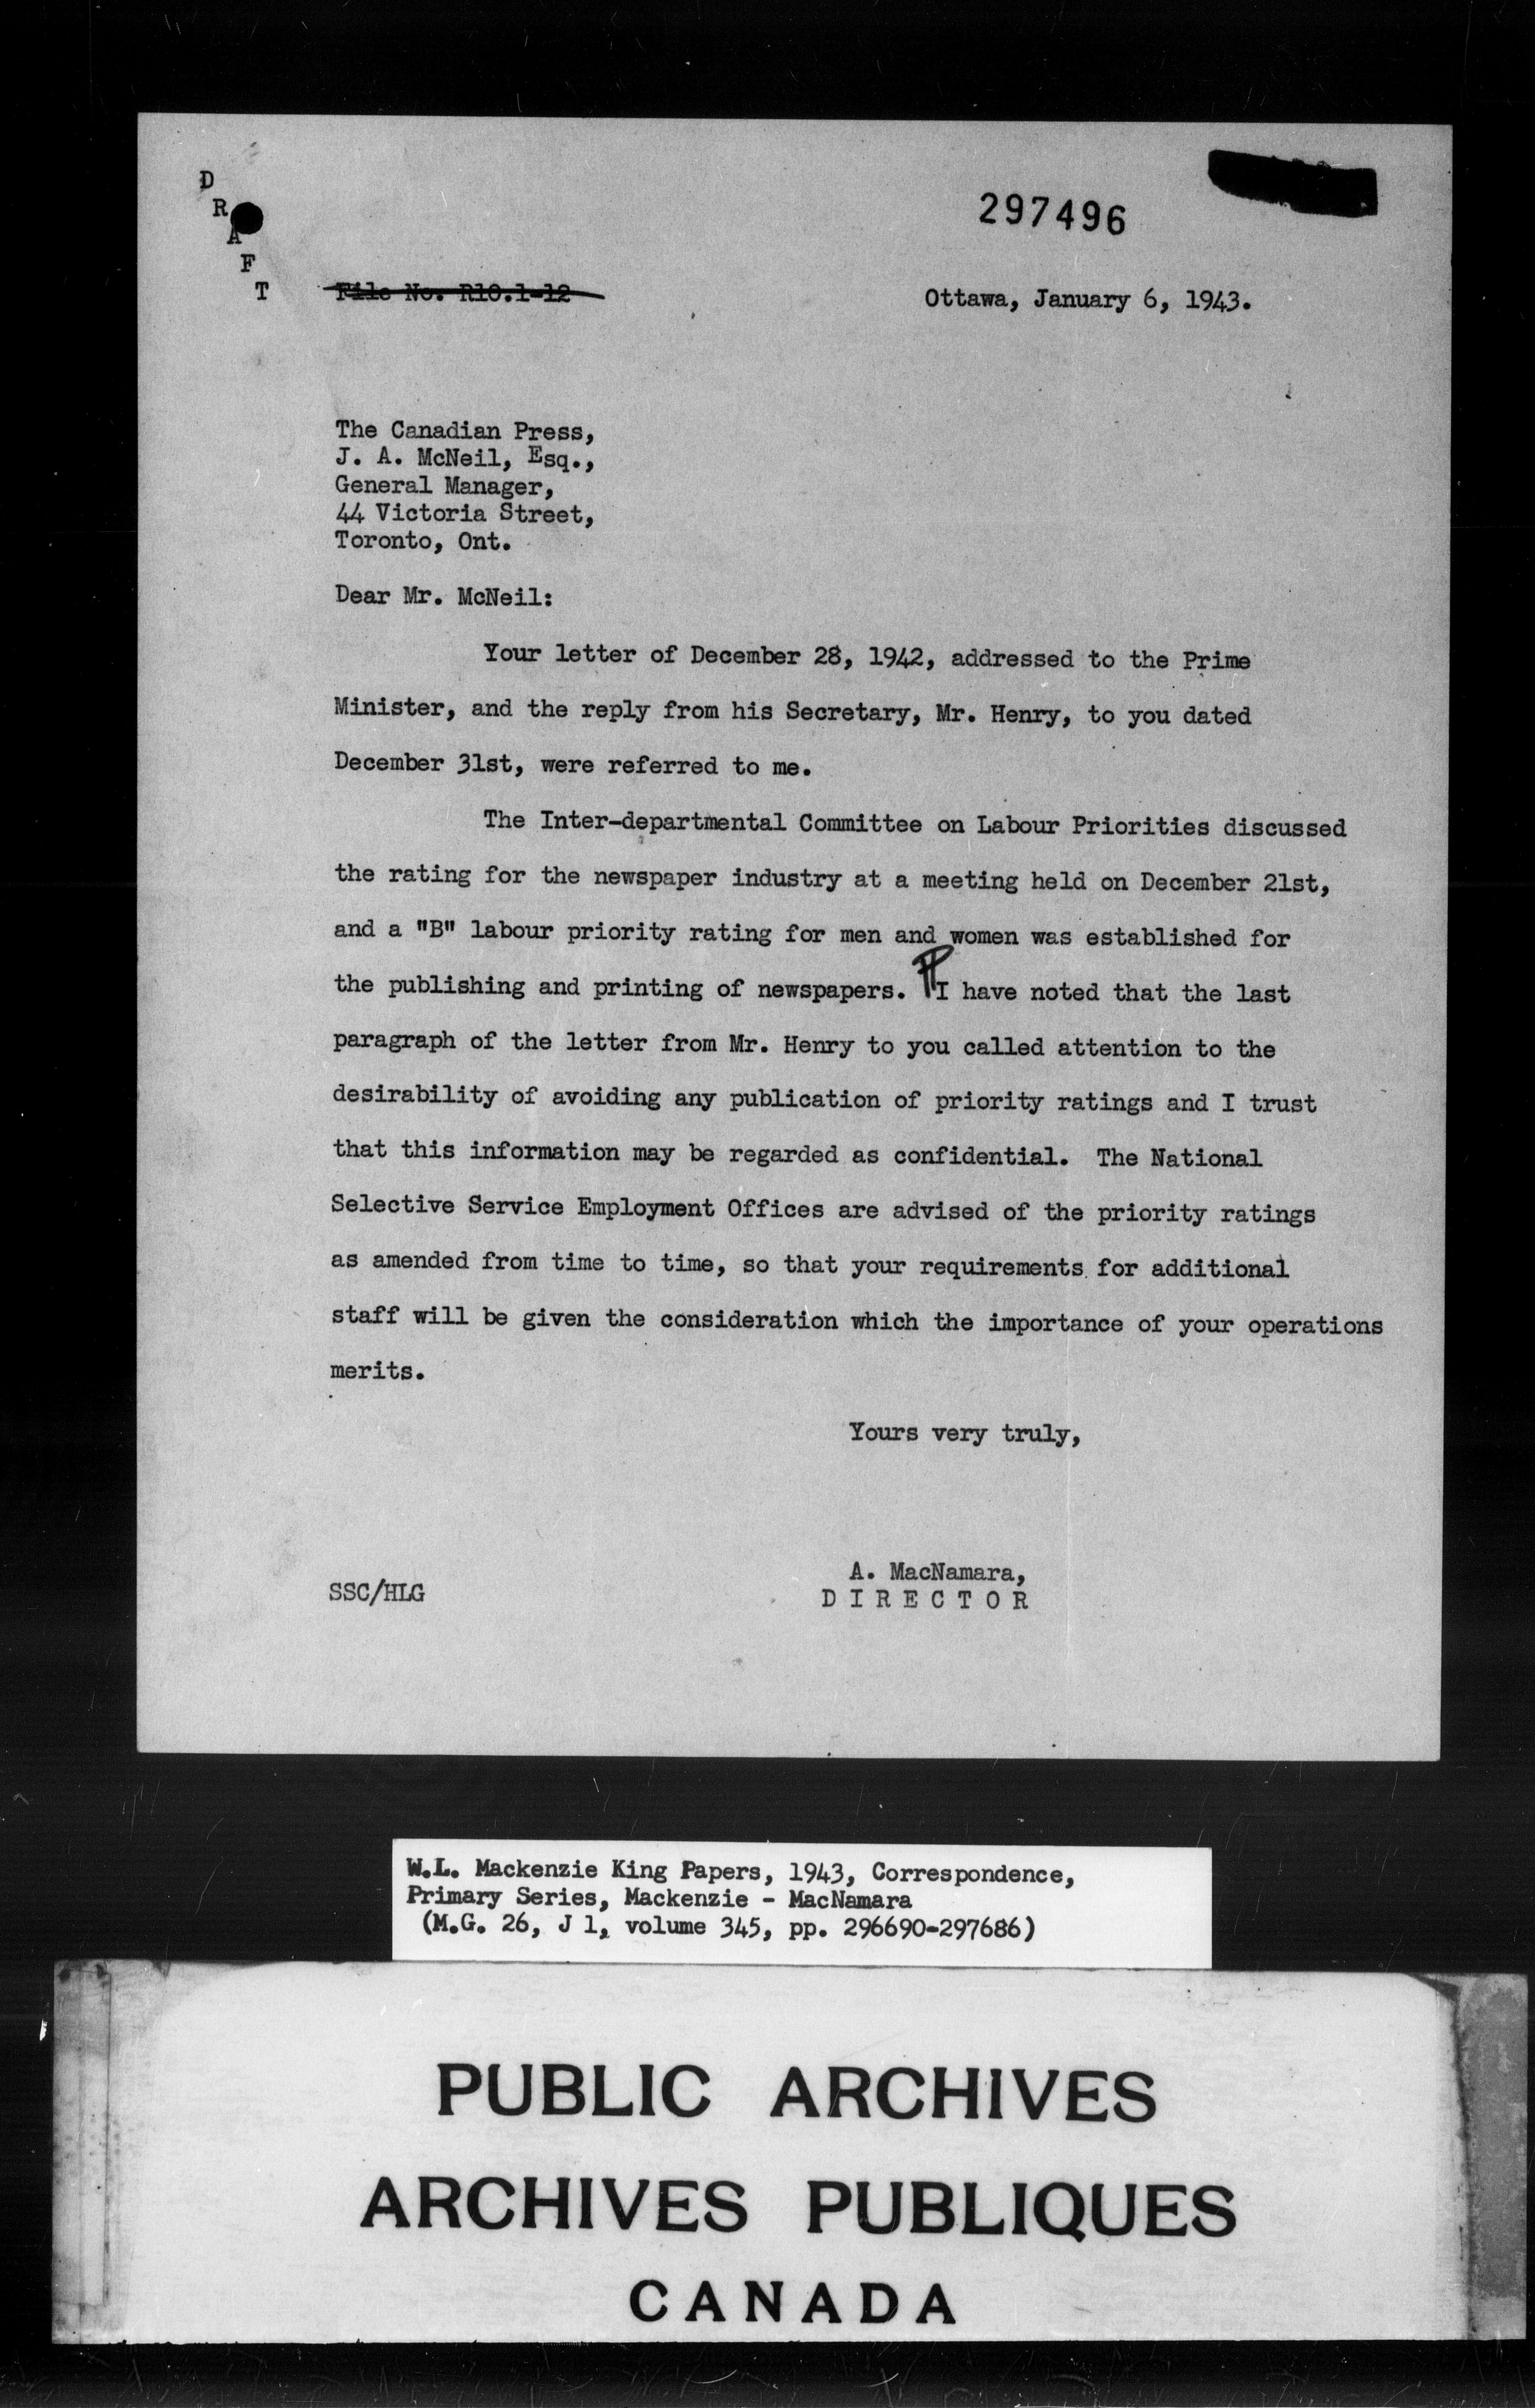 D
R
A
F
T
297496
File No. R10.1-12
Ottawa, January 6, 1943.
The Canadian Press,
J. A. McNeil, Esq.,
General Manager,
44 Victoria Street,
Toronto, Ont.
Dear Mr. McNeil:
Your letter of December 28, 1942, addressed to the Prime
Minister, and the reply from his Secretary, Mr. Henry, to you dated
December 31st, were referred to me.
The Inter-departmental Committee on Labour Priorities discussed
the rating for the newspaper industry at a meeting held on December 21st,
and a "B" labour priority rating for men and women was established for
the publishing and printing of newspapers. ¶I have noted that the last
paragraph of the letter from Mr. Henry to you called attention to the
desirability of avoiding any publication of priority ratings and I trust
that this information may be regarded as confidential. The National
Selective Service Employment Offices are advised of the priority ratings
as amended from time to time, so that your requirements for additional
staff will be given the consideration which the importance of your operations
merits.
Yours very truly,
A. MacNamara,
DIRECTOR
SSC/HLG
W.L. Mackenzie King Papers, 1943, Correspondence,
Primary Series, Mackenzie - MacNamara
(M.G. 26, J 1, volume 345, pp. 296690-297686)
PUBLIC ARCHIVES
ARCHIVES PUBLIQUES
CANADA